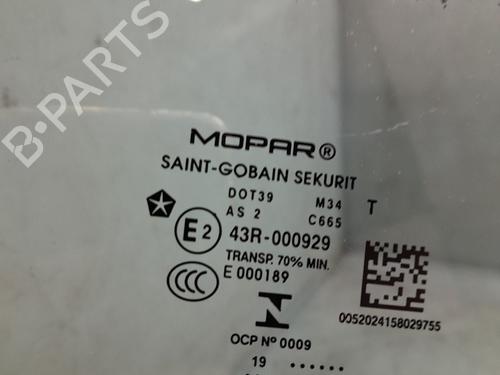 B-PARTS
MOPAR®
SAINT-GOBAIN SEKURIT
DOT39 M34 T
AS 2 C665
E2 43R-000929
TRANSP. 70% MIN.
CCC E 000189
N
OCP Nº 0009
19 ......
0052024158029755